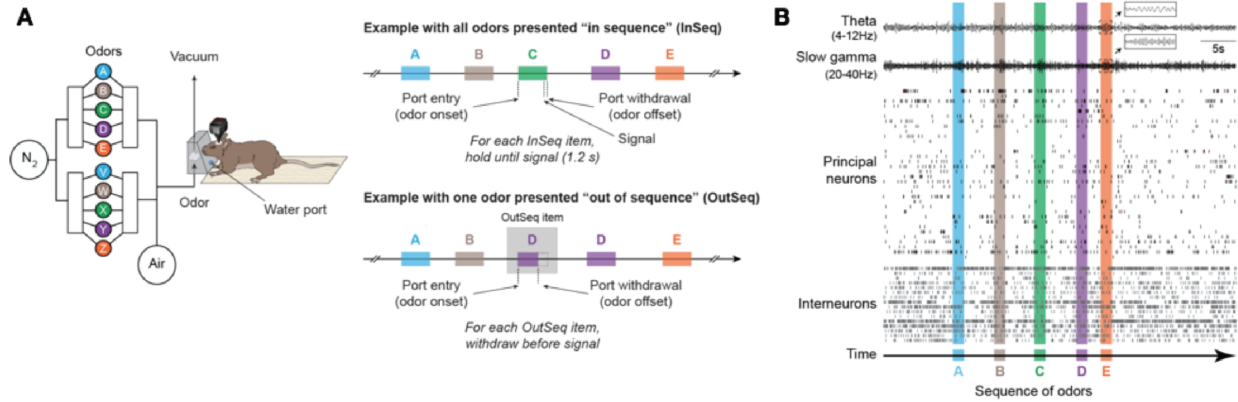 A
Odors
A
B
C
D
E
N2
V
W
X
Y
Z
Air
Vacuum
Odor
Water port
Example with all odors presented “in sequence” (InSeq)
A B C D E
Port entry
(odor onset)
Port withdrawal
(odor offset)
Signal
For each InSeq item,
hold until signal (1.2 s)
Example with one odor presented “out of sequence” (OutSeq)
OutSeq item
A B D D E
Port entry
(odor onset)
Port withdrawal
(odor offset)
For each OutSeq item,
withdraw before signal
B
Theta
(4-12Hz)
Slow gamma
(20-40Hz)
5s
Principal
neurons
Interneurons
Time
A B C D E
Sequence of odors